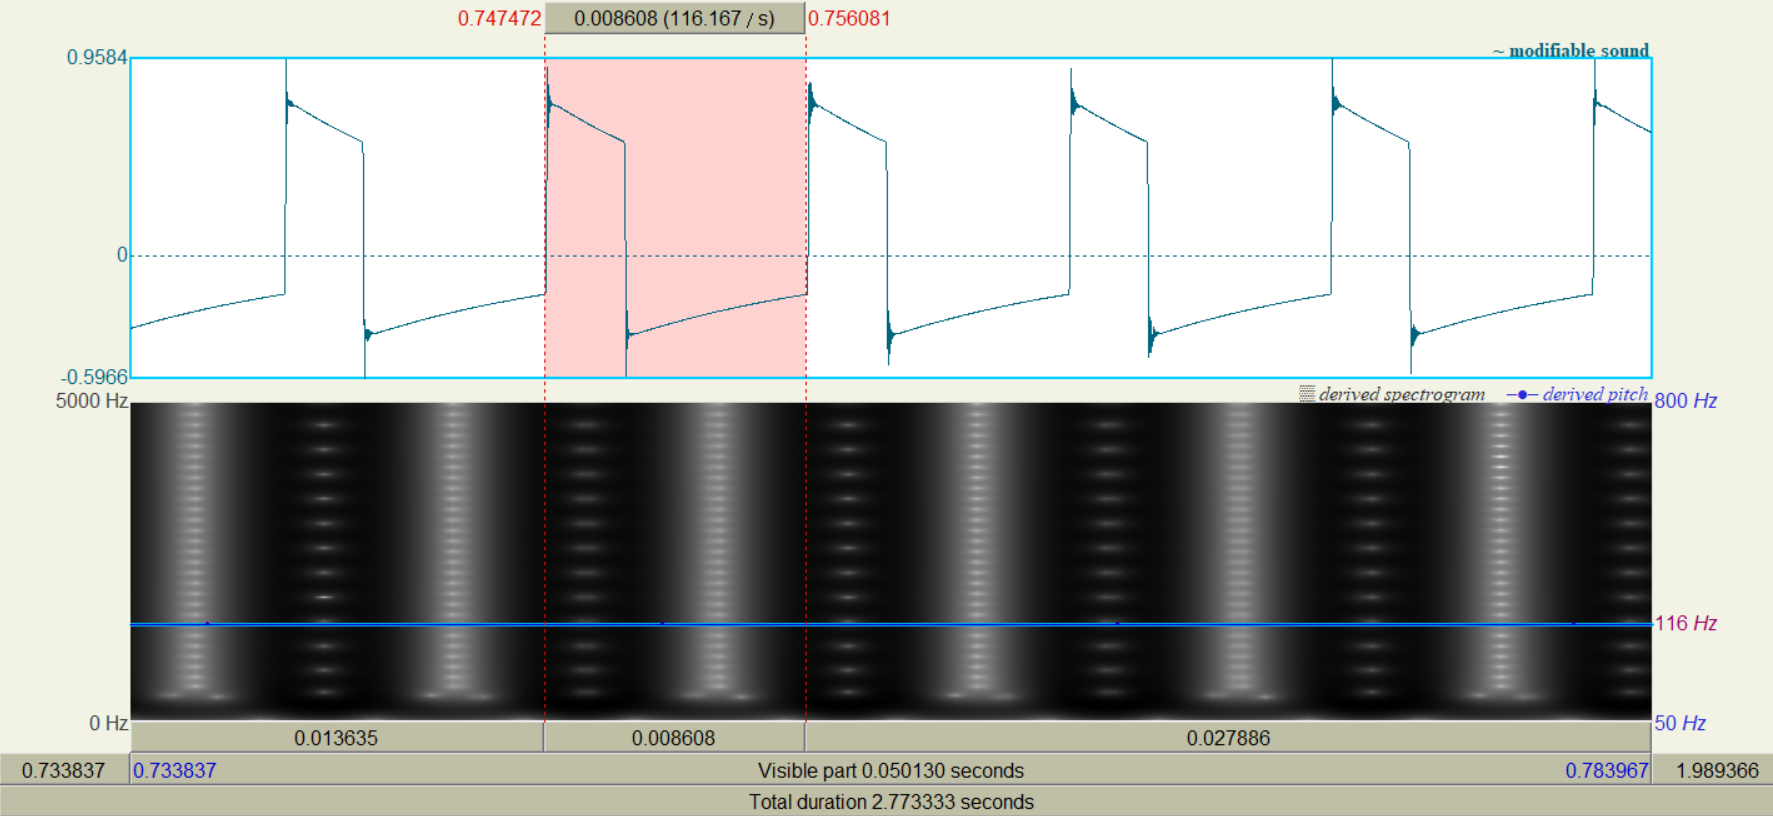 0.747472 0.008608 (116.167 / s) 0.756081
0.9584 ~ modifiable sound
0
-0.5966
5000 Hz derived spectrogram derived pitch 800 Hz
116 Hz
0 Hz 50 Hz
0.013635 0.008608 0.027886
0.733837 0.733837 Visible part 0.050130 seconds 0.783967 1.989366
Total duration 2.773333 seconds